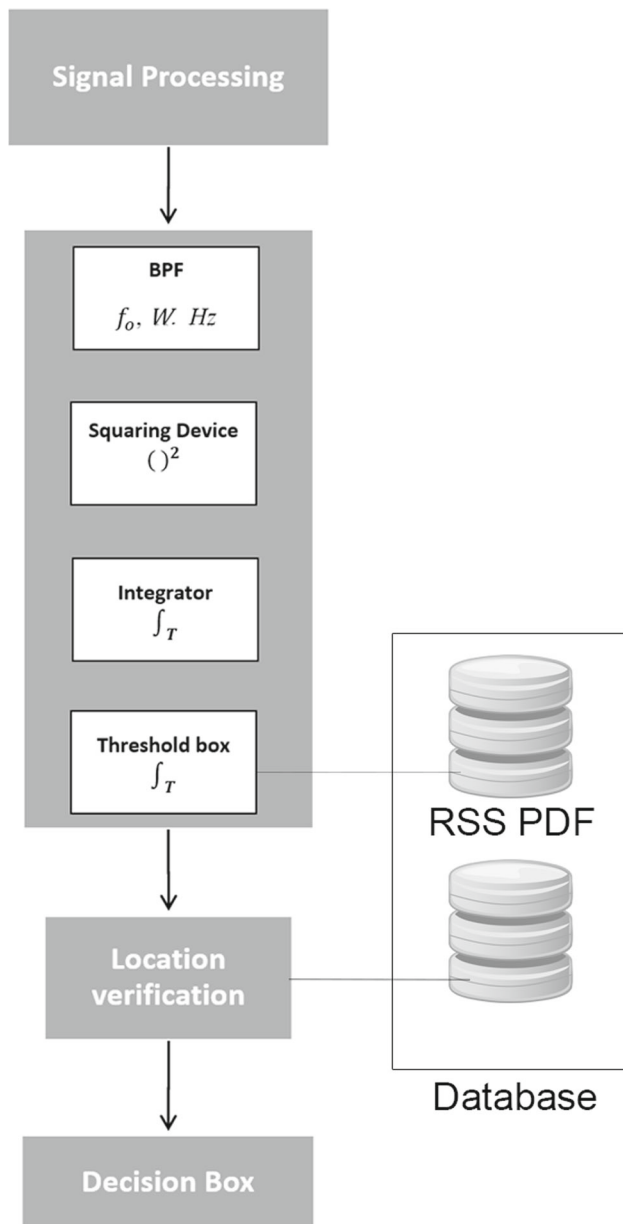 Signal Processing
BPF
fₒ, W. Hz
Squaring Device
( )²
Integrator
∫_T
Threshold box
∫_T
RSS PDF
Location
verification
Database
Decision Box